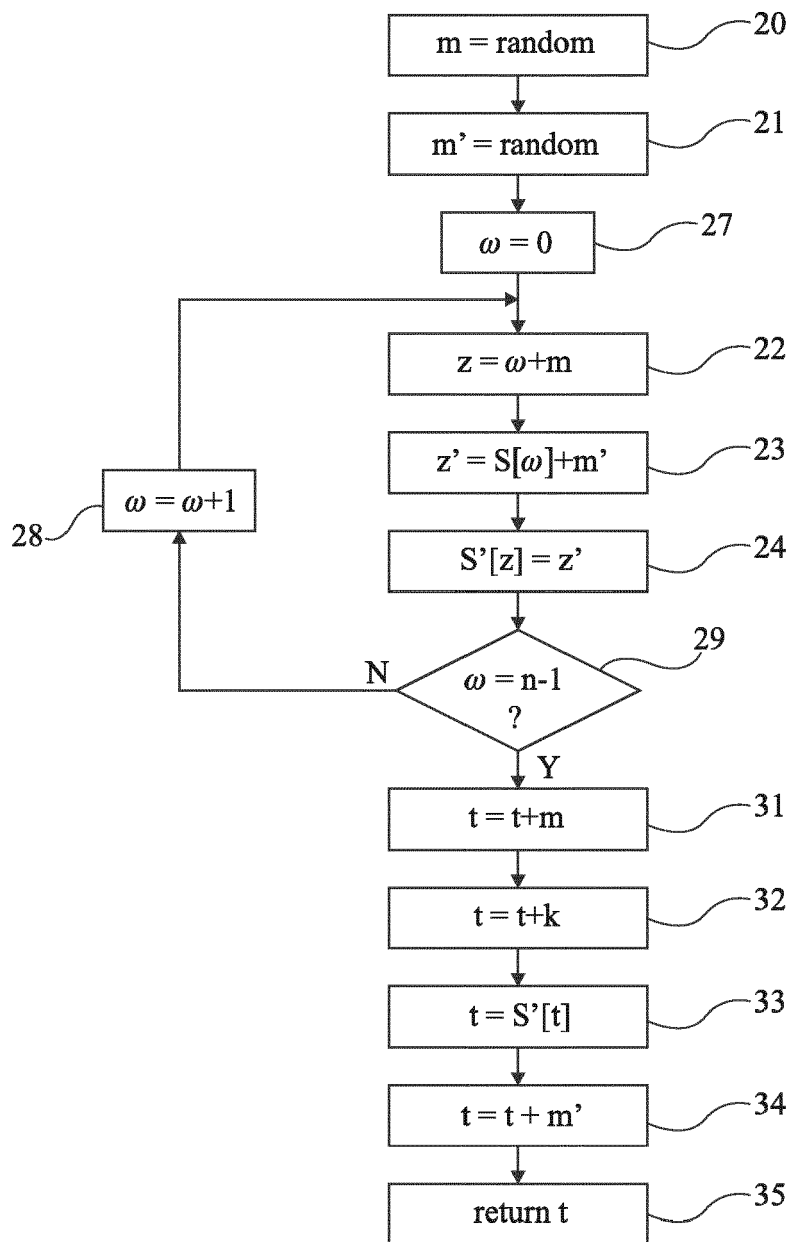 m = random
20
m’ = random
21
ω = 0
27
z = ω+m
22
z’ = S[ω]+m’
23
ω = ω+1
28
S’[z] = z’
24
ω = n-1
?
29
N
Y
t = t+m
31
t = t+k
32
t = S’[t]
33
t = t + m’
34
return t
35